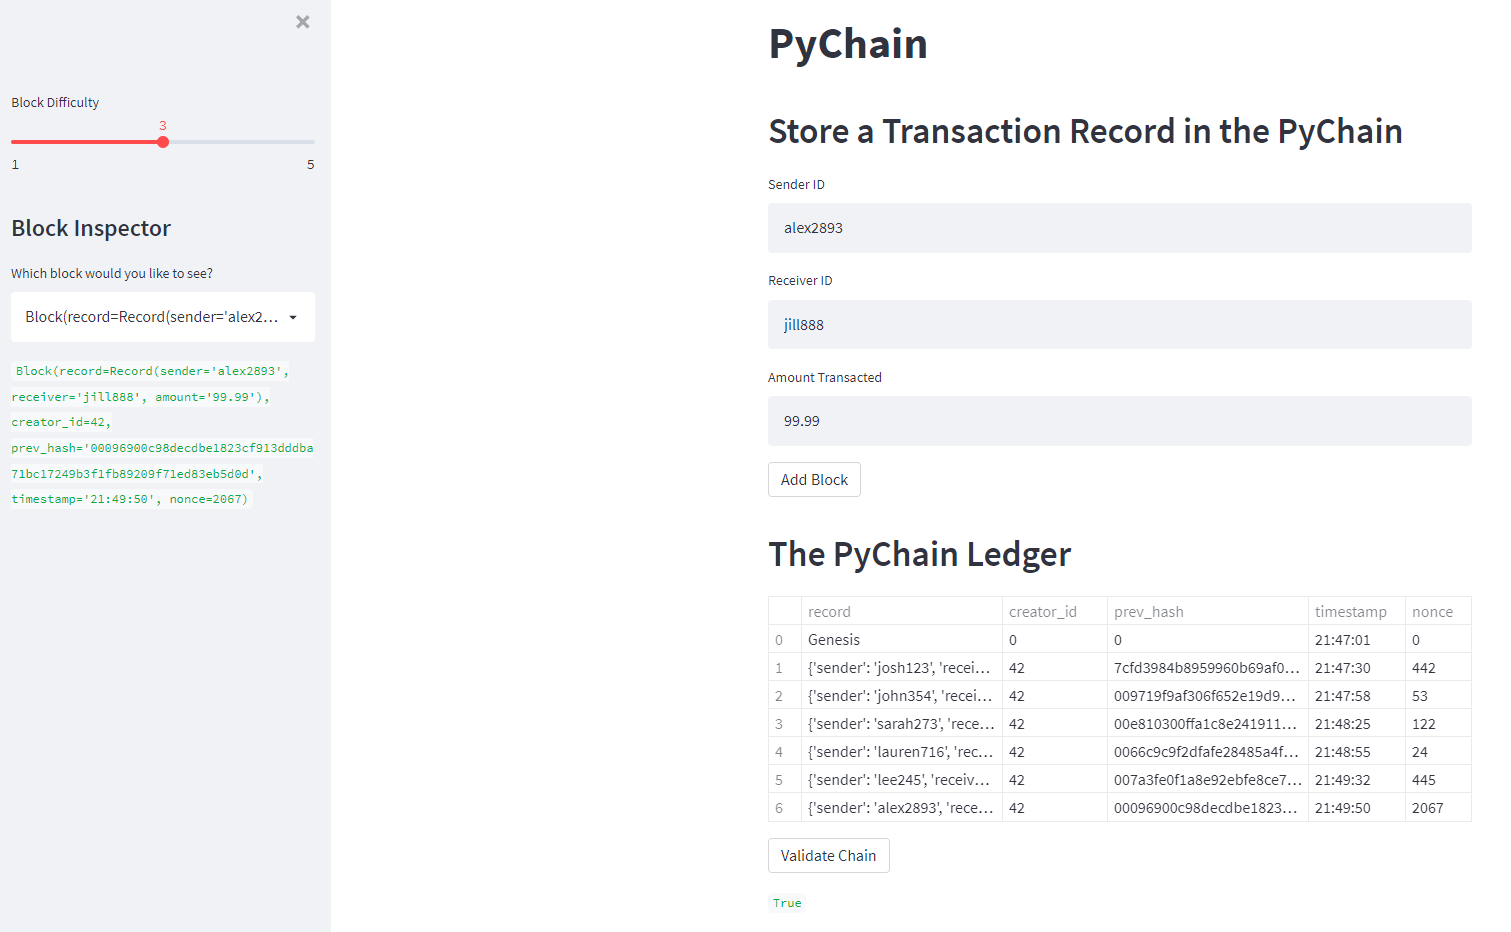 ×
Block Difficulty
3
1 5
Block Inspector
Which block would you like to see?
Block(record=Record(sender='alex2...
Block(record=Record(sender='alex2893',
receiver='jill888', amount='99.99'),
creator_id=42,
prev_hash='00096900c98decdbe1823cf913dddba
71bc17249b3f1fb89209f71ed83eb5d0d',
timestamp='21:49:50', nonce=2067)
PyChain
Store a Transaction Record in the PyChain
Sender ID
alex2893
Receiver ID
jill888
Amount Transacted
99.99
Add Block
The PyChain Ledger
record creator_id prev_hash timestamp nonce
0 Genesis 0 0 21:47:01 0
1 {'sender': 'josh123', 'recei... 42 7cfd3984b8959960b69af0... 21:47:30 442
2 {'sender': 'john354', 'recei... 42 009719f9af306f652e19d9... 21:47:58 53
3 {'sender': 'sarah273', 'rece... 42 00e810300ffa1c8e241911... 21:48:25 122
4 {'sender': 'lauren716', 'rec... 42 0066c9c9f2dfafe28485a4f... 21:48:55 24
5 {'sender': 'lee245', 'receiv... 42 007a3fe0f1a8e92ebfe8ce7... 21:49:32 445
6 {'sender': 'alex2893', 'rece... 42 00096900c98decdbe1823... 21:49:50 2067
Validate Chain
True